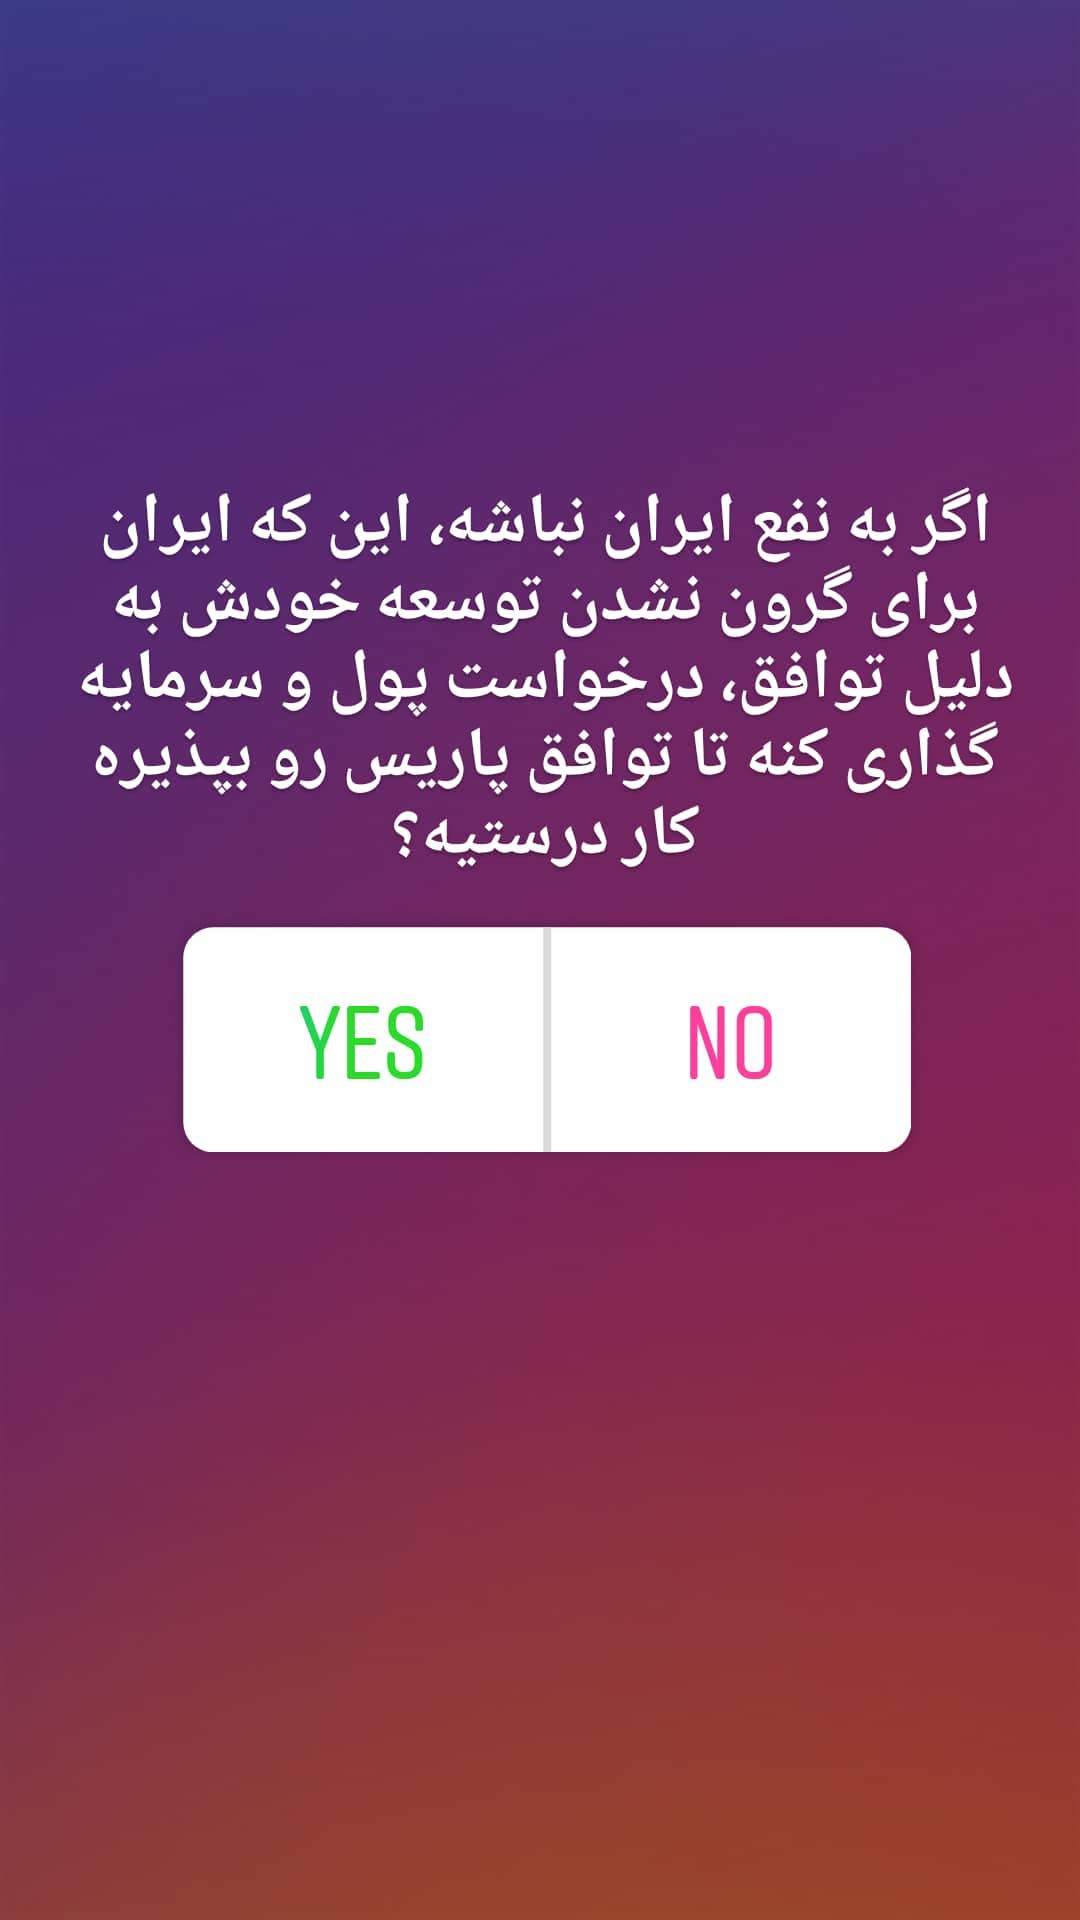 اگر به نفع ایران نباشه، این که ایران
برای گرون نشدن توسعه خودش به
دلیل توافق، درخواست پول و سرمایه
گذاری کنه تا توافق پاریس رو بپذیره
کار درستیه؟
YES NO